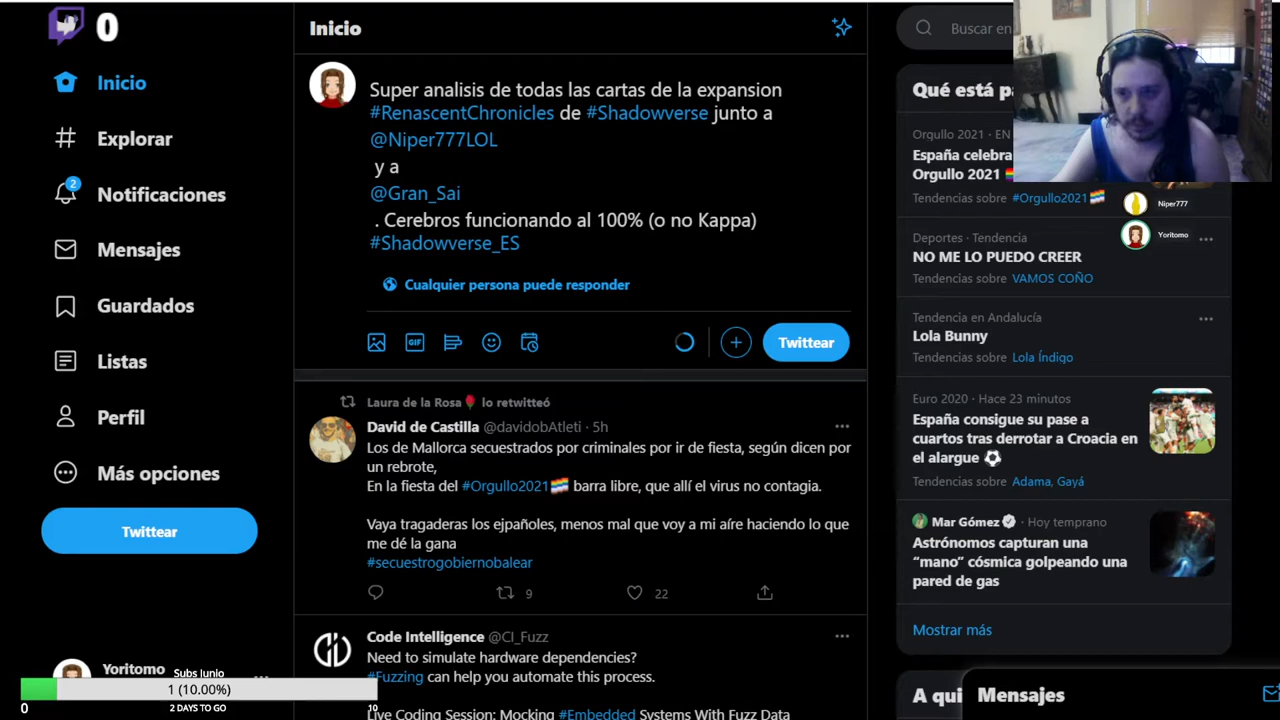 0
Inicio
Explorar
Notificaciones
2
Mensajes
Guardados
Listas
Perfil
Más opciones
Twittear
Yoritomo
Subs Junio
1 (10.00%)
0
2 DAYS TO GO
10
Inicio
Super analisis de todas las cartas de la expansion
#RenascentChronicles de #Shadowverse junto a
@Niper777LOL
y a
@Gran_Sai
. Cerebros funcionando al 100% (o no Kappa)
#Shadowverse_ES
Cualquier persona puede responder
GIF
Twittear
Laura de la Rosa lo retwitteó
David de Castilla @davidobAtleti · 5h
Los de Mallorca secuestrados por criminales por ir de fiesta, según dicen por
un rebrote,
En la fiesta del #Orgullo2021 barra libre, que allí el virus no contagia.
Vaya tragaderas los ejpañoles, menos mal que voy a mi aíre haciendo lo que
me dé la gana
#secuestrogobiernobalear
9
22
Code Intelligence @CI_Fuzz
Need to simulate hardware dependencies?
#Fuzzing can help you automate this process.
Live Coding Session: Mocking #Embedded Systems With Fuzz Data
Buscar en
Qué está pa
Orgullo 2021 · EN
España celebra
Orgullo 2021
Tendencias sobre #Orgullo2021
Niper777
Yoritomo
Deportes · Tendencia
NO ME LO PUEDO CREER
Tendencias sobre VAMOS COÑO
Tendencia en Andalucía
Lola Bunny
Tendencias sobre Lola Índigo
Euro 2020 · Hace 23 minutos
España consigue su pase a
cuartos tras derrotar a Croacia en
el alargue
Tendencias sobre Adama, Gayá
Mar Gómez · Hoy temprano
Astrónomos capturan una
“mano” cósmica golpeando una
pared de gas
Mostrar más
A qui
Mensajes